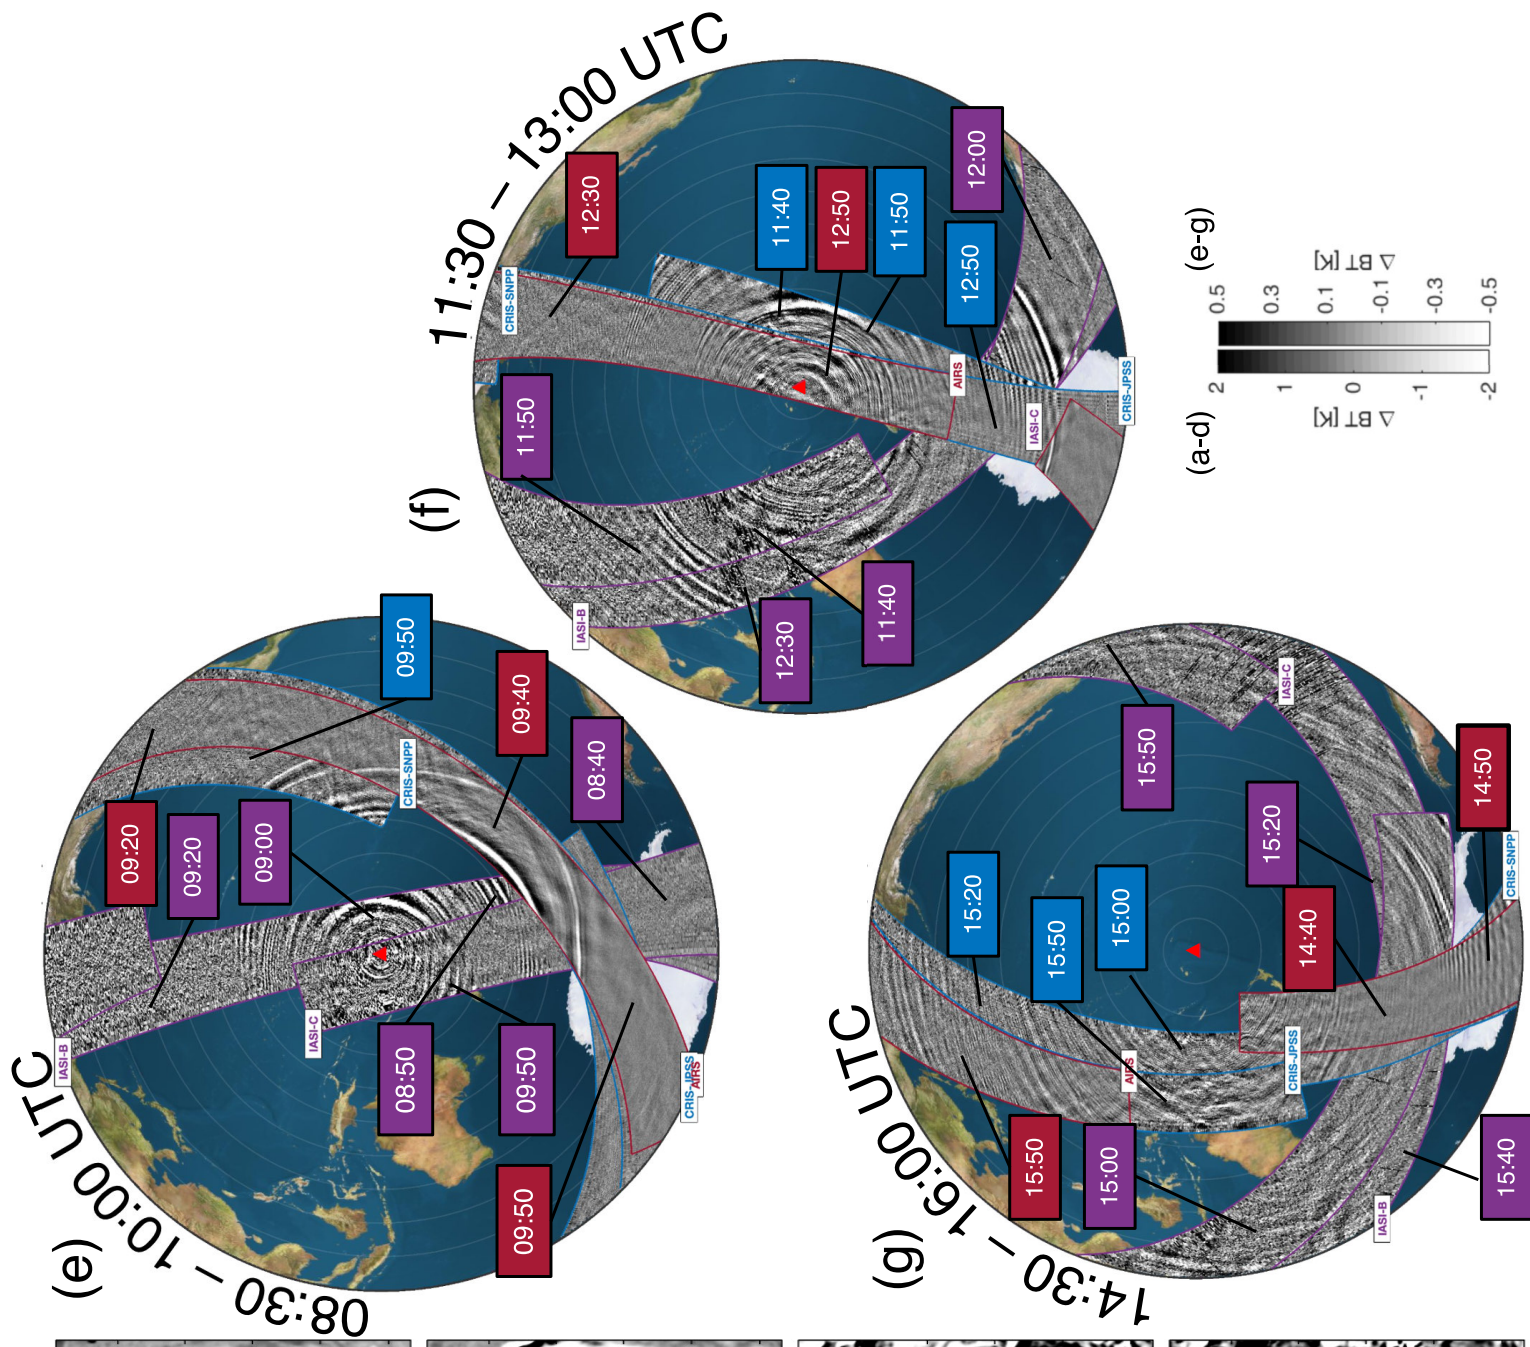 (e)
08:30 – 10:00 UTC
IASI-B
IASI-C
CRIS-SNPP
CRIS-JPSS
AIRS
09:20
09:20
09:00
09:50
09:40
08:40
08:50
09:50
09:50
(f)
11:30 – 13:00 UTC
CRIS-SNPP
IASI-B
AIRS
IASI-C
CRIS-JPSS
12:30
11:50
11:40
12:50
11:50
12:50
12:00
12:30
11:40
(g)
14:30 – 16:00 UTC
IASI-C
AIRS
CRIS-JPSS
CRIS-SNPP
IASI-B
15:20
15:50
15:00
15:50
15:20
14:40
14:50
15:50
15:00
15:40
(a-d)
Δ BT [K]
2
1
0
-1
-2
(e-g)
Δ BT [K]
0.5
0.3
0.1
-0.1
-0.3
-0.5